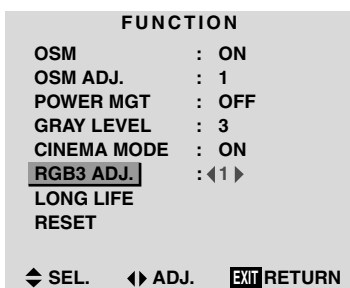 FUNCTION
OSM : ON
OSM ADJ. : 1
POWER MGT : OFF
GRAY LEVEL : 3
CINEMA MODE : ON
RGB3 ADJ. : 1
LONG LIFE
RESET
SEL. ADJ. EXIT RETURN